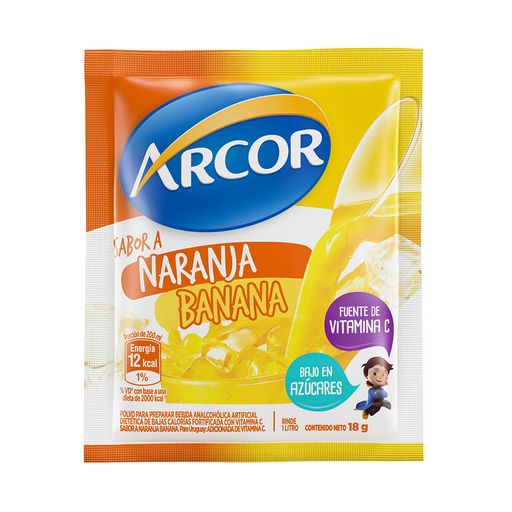 ARCOR
SABOR A
NARANJA
BANANA
Porción de 200 ml
Energía
12 kcal
1%
% VD* con base a una
dieta de 2000 kcal
FUENTE DE
VITAMINA C
BAJO EN
AZÚCARES
POLVO PARA PREPARAR BEBIDA ANALCOHÓLICA ARTIFICIAL
DIETÉTICA DE BAJAS CALORÍAS FORTIFICADA CON VITAMINA C
SABOR A NARANJA BANANA. Para Uruguay: ADICIONADA DE VITAMINA C.
RINDE
1 LITRO
CONTENIDO NETO 18 g